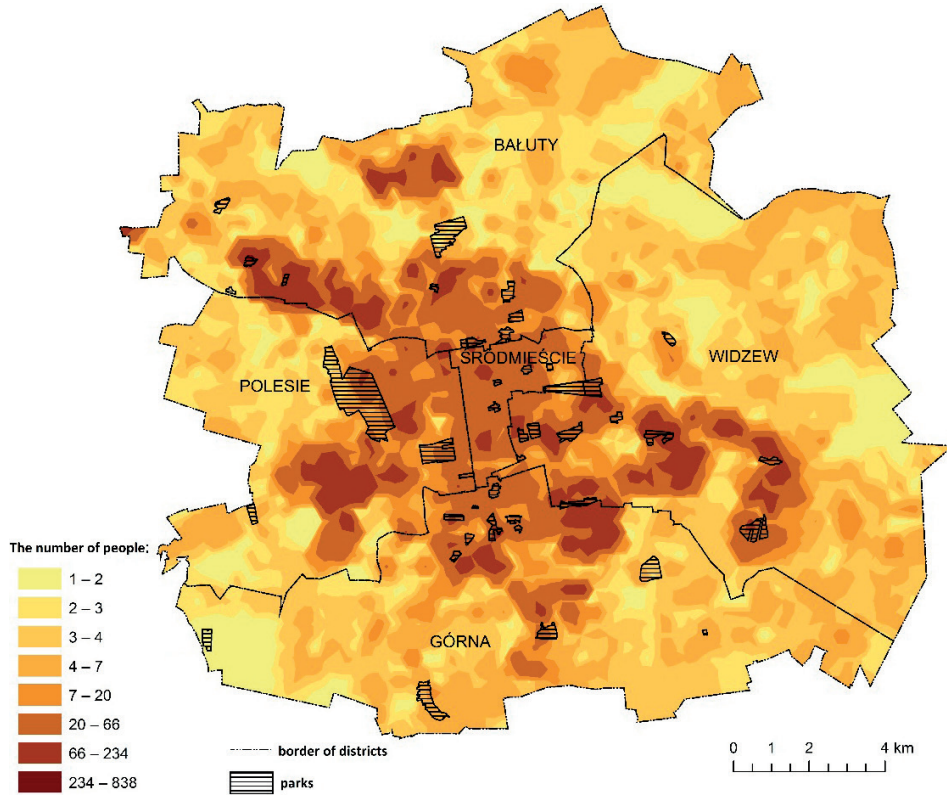 BAŁUTY
ŚRÓDMIEŚCIE
WIDZEW
POLESIE
GÓRNA
The number of people:
1 – 2
2 – 3
3 – 4
4 – 7
7 – 20
20 – 66
66 – 234
234 – 838
border of districts
parks
0 1 2 4 km